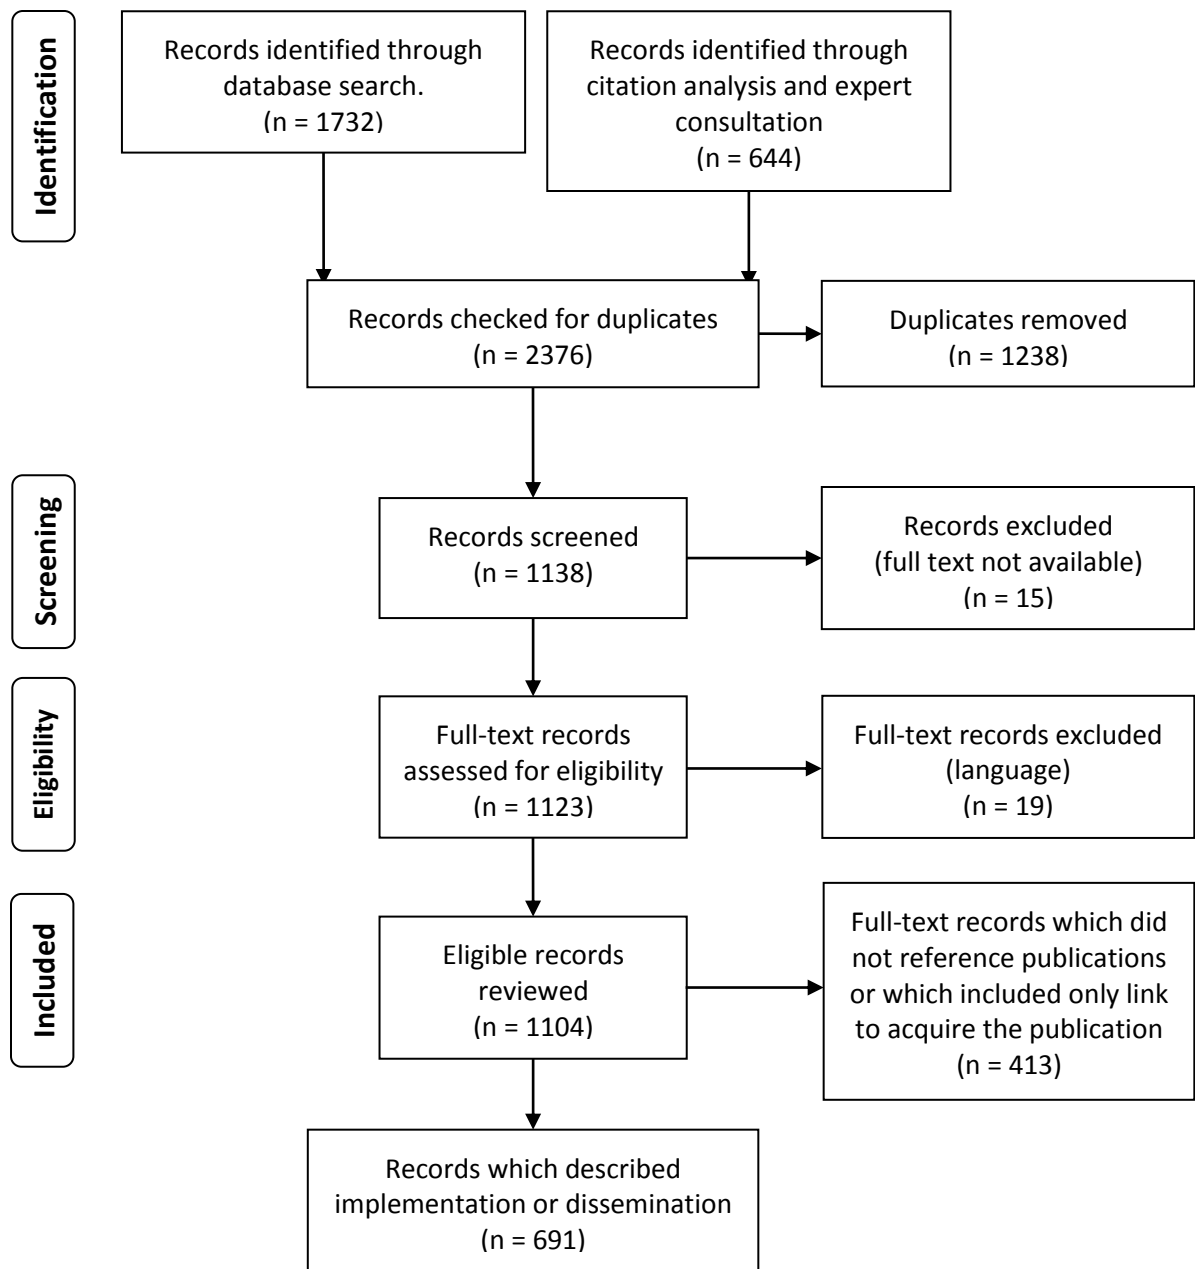 Identification
Records identified through
database search.
(n = 1732)
Records identified through
citation analysis and expert
consultation
(n = 644)
Records checked for duplicates
(n = 2376)
Duplicates removed
(n = 1238)
Screening
Records screened
(n = 1138)
Records excluded
(full text not available)
(n = 15)
Eligibility
Full-text records
assessed for eligibility
(n = 1123)
Full-text records excluded
(language)
(n = 19)
Included
Eligible records
reviewed
(n = 1104)
Full-text records which did
not reference publications
or which included only link
to acquire the publication
(n = 413)
Records which described
implementation or dissemination
(n = 691)